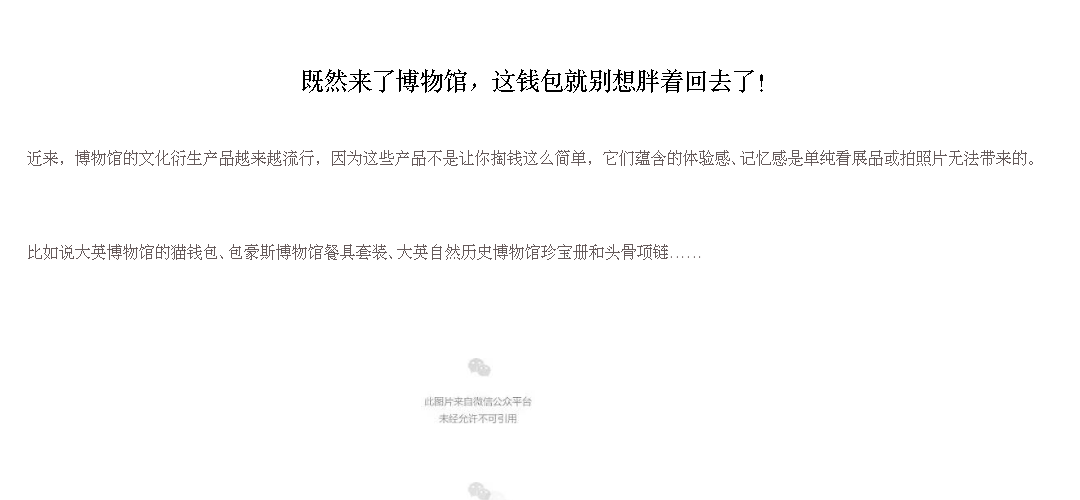 既然来了博物馆，这钱包就别想胖着回去了！
近来，博物馆的文化衍生产品越来越流行，因为这些产品不是让你掏钱这么简单，它们蕴含的体验感、记忆感是单纯看展品或拍照片无法带来的。
比如说大英博物馆的猫钱包、包豪斯博物馆餐具套装、大英自然历史博物馆珍宝册和头骨项链……
此图片来自微信公众平台
未经允许不可引用